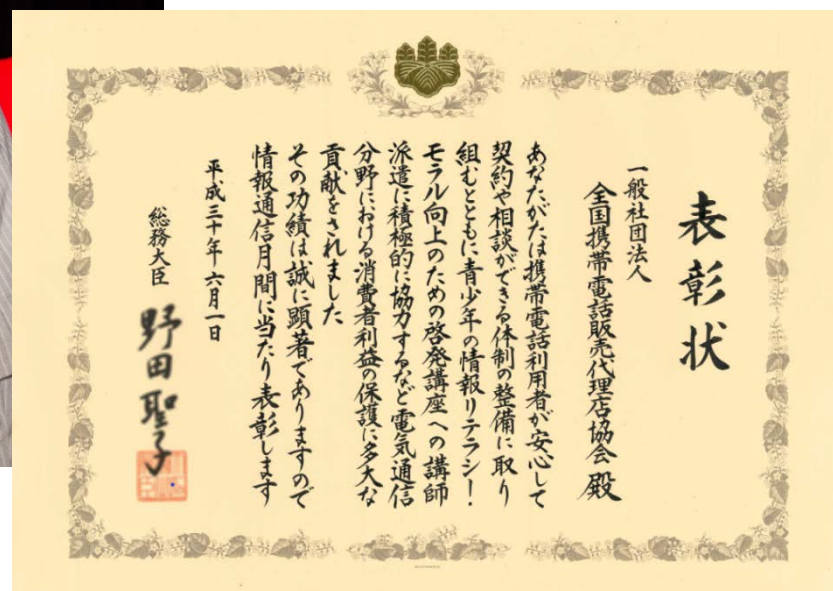 表彰状
一般社団法人
全国携帯電話販売代理店協会 殿
あなたがたは携帯電話利用者が安心して
契約や相談ができる体制の整備に取り
組むとともに青少年の情報リテラシー
モラル向上のための啓発講座への講師
派遣に積極的に協力するなど電気通信
分野における消費者利益の保護に多大な
貢献をされました
その功績は誠に顕著でありますので
情報通信月間に当たり表彰します
平成三十年六月一日
総務大臣
野田聖子